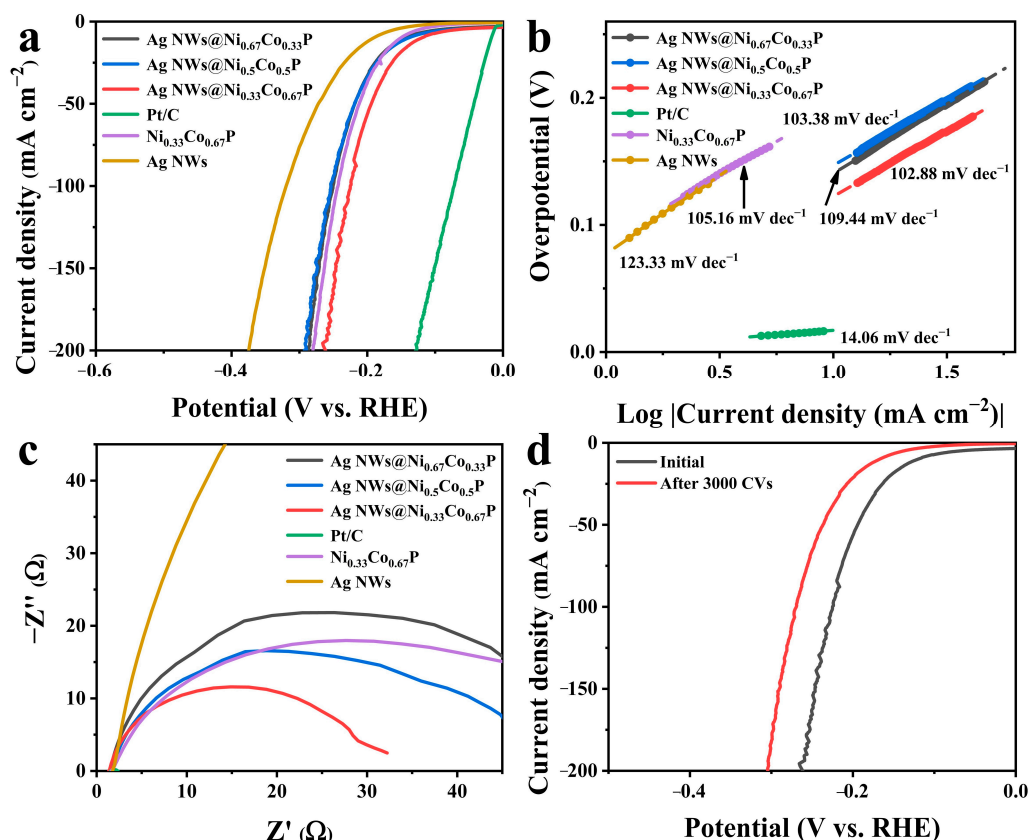 a
Ag NWs@Ni₀.₆₇Co₀.₃₃P
Ag NWs@Ni₀.₅Co₀.₅P
Ag NWs@Ni₀.₃₃Co₀.₆₇P
Pt/C
Ni₀.₃₃Co₀.₆₇P
Ag NWs
0
−50
−100
−150
−200
Current density (mA cm⁻²)
−0.6
−0.4
−0.2
0.0
Potential (V vs. RHE)
b
Ag NWs@Ni₀.₆₇Co₀.₃₃P
Ag NWs@Ni₀.₅Co₀.₅P
Ag NWs@Ni₀.₃₃Co₀.₆₇P
Pt/C
Ni₀.₃₃Co₀.₆₇P
Ag NWs
103.38 mV dec⁻¹
102.88 mV dec⁻¹
105.16 mV dec⁻¹
109.44 mV dec⁻¹
123.33 mV dec⁻¹
14.06 mV dec⁻¹
0.2
0.1
0.0
Overpotential (V)
0.0
0.5
1.0
1.5
Log |Current density (mA cm⁻²)|
c
Ag NWs@Ni₀.₆₇Co₀.₃₃P
Ag NWs@Ni₀.₅Co₀.₅P
Ag NWs@Ni₀.₃₃Co₀.₆₇P
Pt/C
Ni₀.₃₃Co₀.₆₇P
Ag NWs
40
30
20
10
0
−Z'' (Ω)
0
10
20
30
40
Z' (Ω)
d
Initial
After 3000 CVs
0
−50
−100
−150
−200
Current density (mA cm⁻²)
−0.4
−0.2
0.0
Potential (V vs. RHE)